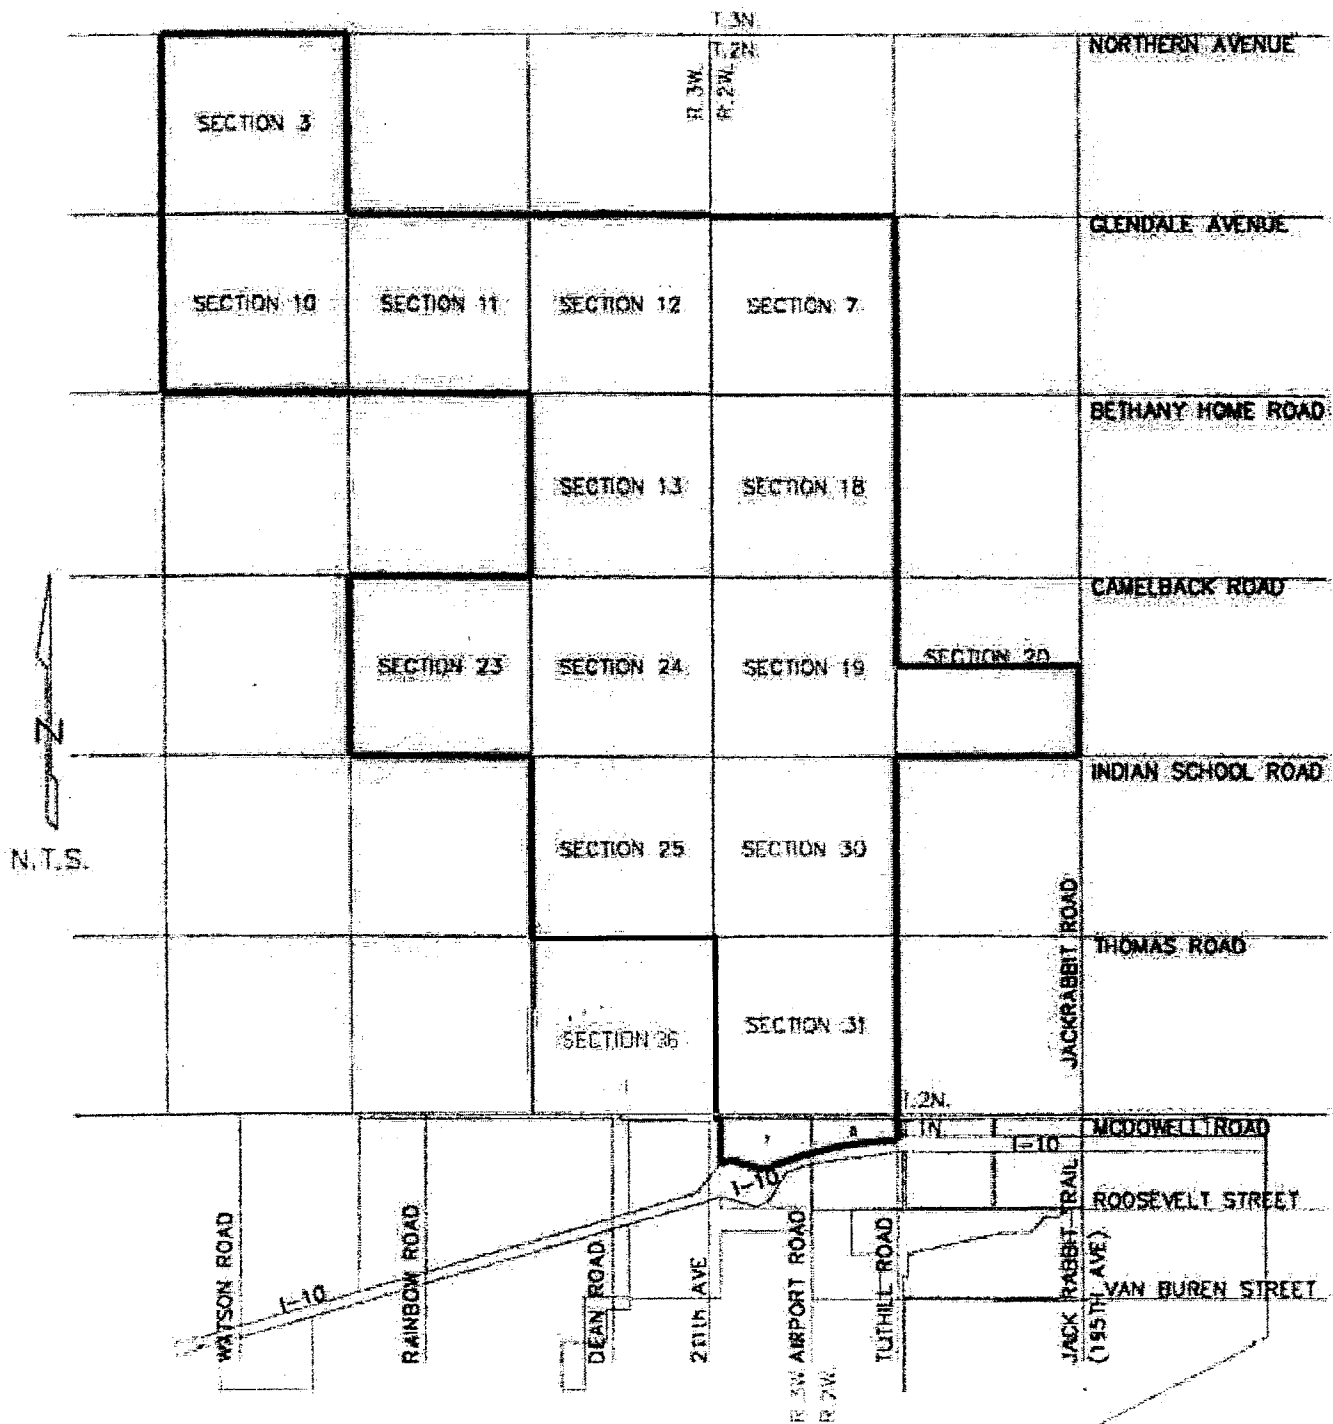 T.3N.
NORTHERN AVENUE
T.2N.
R.3W.
R.2W.
SECTION 3
GLENDALE AVENUE
SECTION 10
SECTION 11
SECTION 12
SECTION 7
BETHANY HOME ROAD
SECTION 13
SECTION 18
CAMELBACK ROAD
SECTION 23
SECTION 24
SECTION 19
SECTION 20
N
INDIAN SCHOOL ROAD
N.T.S.
SECTION 25
SECTION 30
JACKRABBIT ROAD
THOMAS ROAD
SECTION 36
SECTION 31
T.2N.
T.1N.
MCDOWELL ROAD
I-10
I-10
ROOSEVELT STREET
I-10
VAN BUREN STREET
WATSON ROAD
RAINBOW ROAD
DEAN ROAD
211th AVE
AIRPORT ROAD
TUTHILL ROAD
JACK RABBIT TRAIL
(195TH AVE)
R.3W.
R.2W.